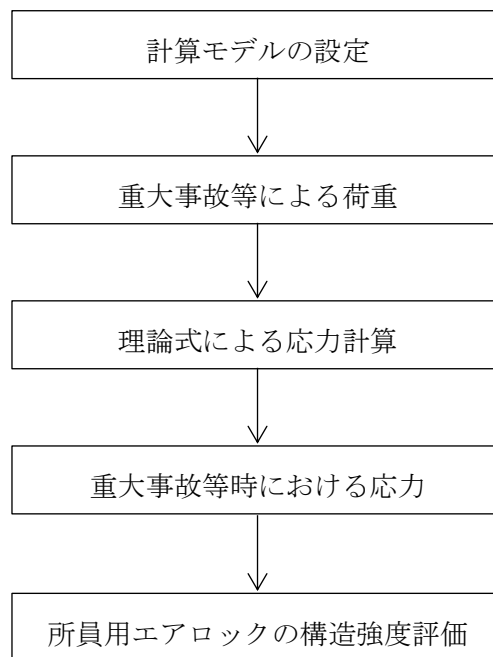 計算モデルの設定
重大事故等による荷重
理論式による応力計算
重大事故等時における応力
所員用エアロックの構造強度評価